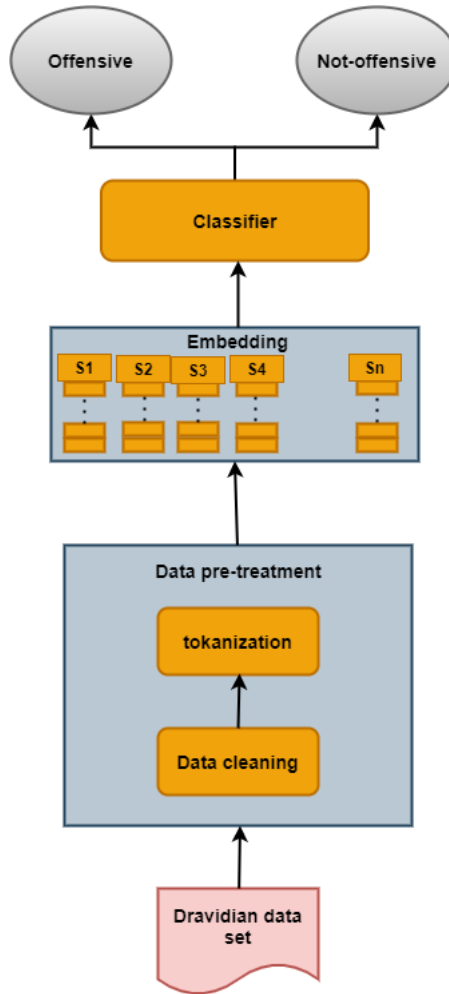 Offensive
Not-offensive
Classifier
Embedding
S1
S2
S3
S4
Sn
Data pre-treatment
tokanization
Data cleaning
Dravidian data
set